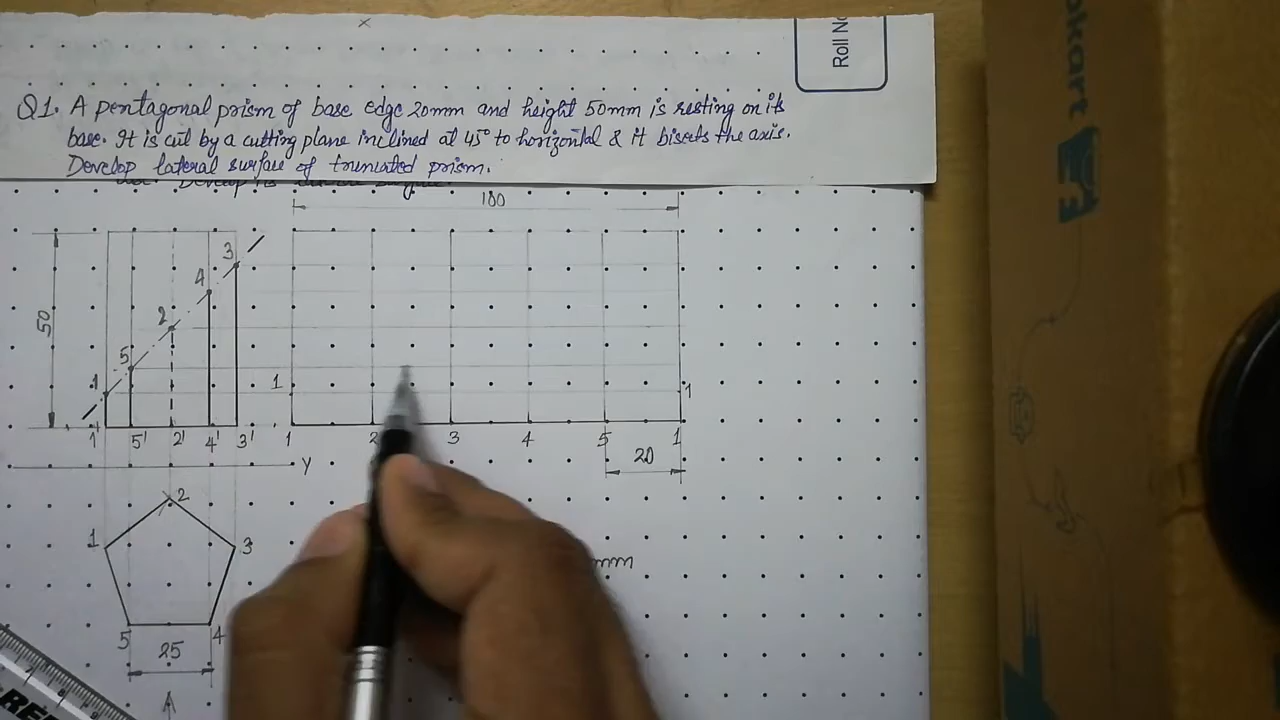 Roll No
Q1. A pentagonal prism of base edge 20mm and height 50mm is resting on its
base. It is cut by a cutting plane inclined at 45° to horizontal & it bisects the axis.
Develop lateral surface of truncated prism.
100
3
4
50
2
5
1 1 1
1' 5' 2' 4' 3' 1 2 3 4 5 1
20
Y
2
1 3
mm
5 4
25
A